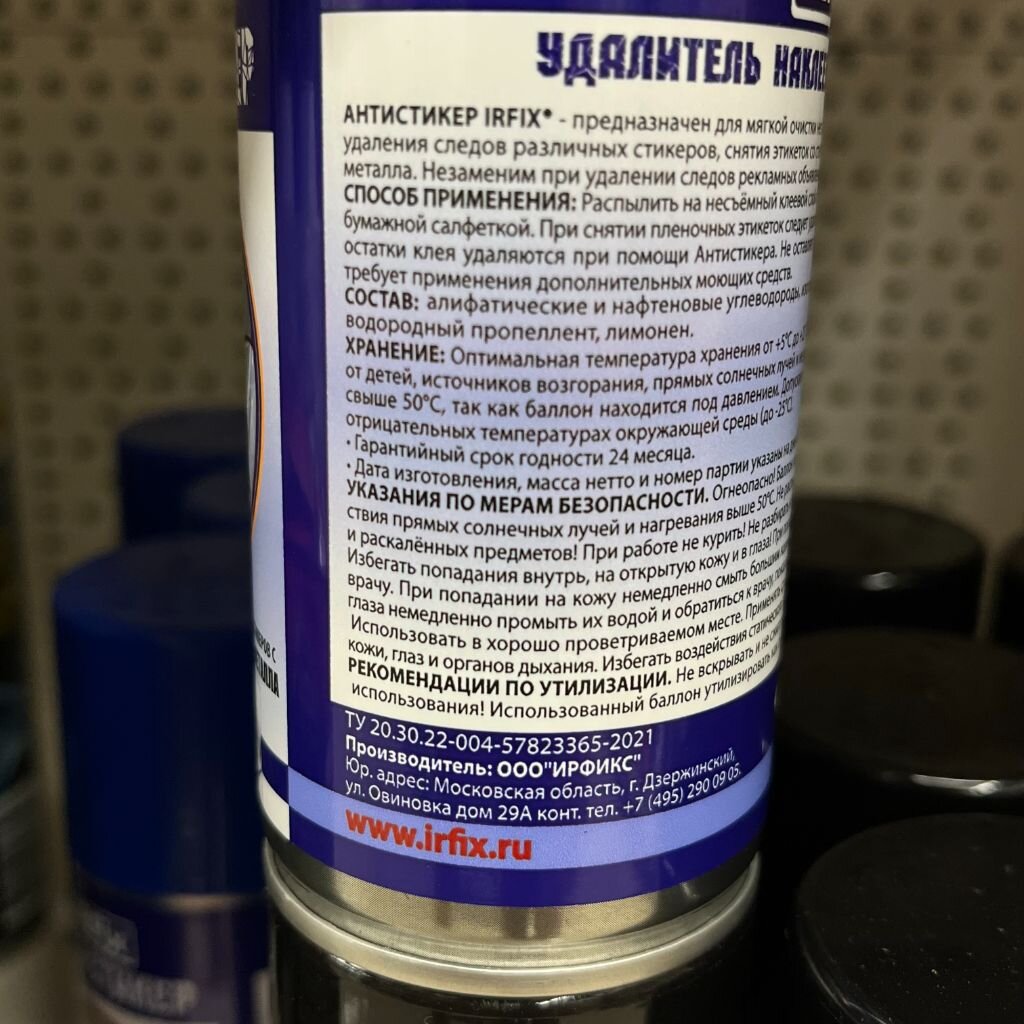 УДАЛИТЕЛЬ
АНТИСТИКЕР IRFIX® - предназначен для мягкой очистки
удаления следов различных стикеров, снятия этикеток со
металла. Незаменим при удалении следов рекламных
СПОСОБ ПРИМЕНЕНИЯ: Распылить на несъёмный клеевой
бумажной салфеткой. При снятии пленочных этикеток следует
остатки клея удаляются при помощи Антистикера. Не
требует применения дополнительных моющих средств.
СОСТАВ: алифатические и нафтеновые углеводороды,
водородный пропеллент, лимонен.
ХРАНЕНИЕ: Оптимальная температура хранения от +5°С до
от детей, источников возгорания, прямых солнечных лучей и
свыше 50°С, так как баллон находится под давлением.
отрицательных температурах окружающей среды (до -25°С).
• Гарантийный срок годности 24 месяца.
• Дата изготовления, масса нетто и номер партии указаны на
УКАЗАНИЯ ПО МЕРАМ БЕЗОПАСНОСТИ. Огнеопасно!
ствия прямых солнечных лучей и нагревания выше 50°С. Не
и раскалённых предметов! При работе не курить! Не
Избегать попадания внутрь, на открытую кожу и в глаза! При
врачу. При попадании на кожу немедленно смыть большим
глаза немедленно промыть их водой и обратиться к врачу,
Использовать в хорошо проветриваемом месте. Применять
кожи, глаз и органов дыхания. Избегать воздействия
РЕКОМЕНДАЦИИ ПО УТИЛИЗАЦИИ. Не вскрывать и не
использования! Использованный баллон утилизировать как
ТУ 20.30.22-004-57823365-2021
Производитель: ООО"ИРФИКС"
Юр. адрес: Московская область, г. Дзержинский,
ул. Овиновка дом 29А конт. тел. +7 (495) 290 09 05.
www.irfix.ru